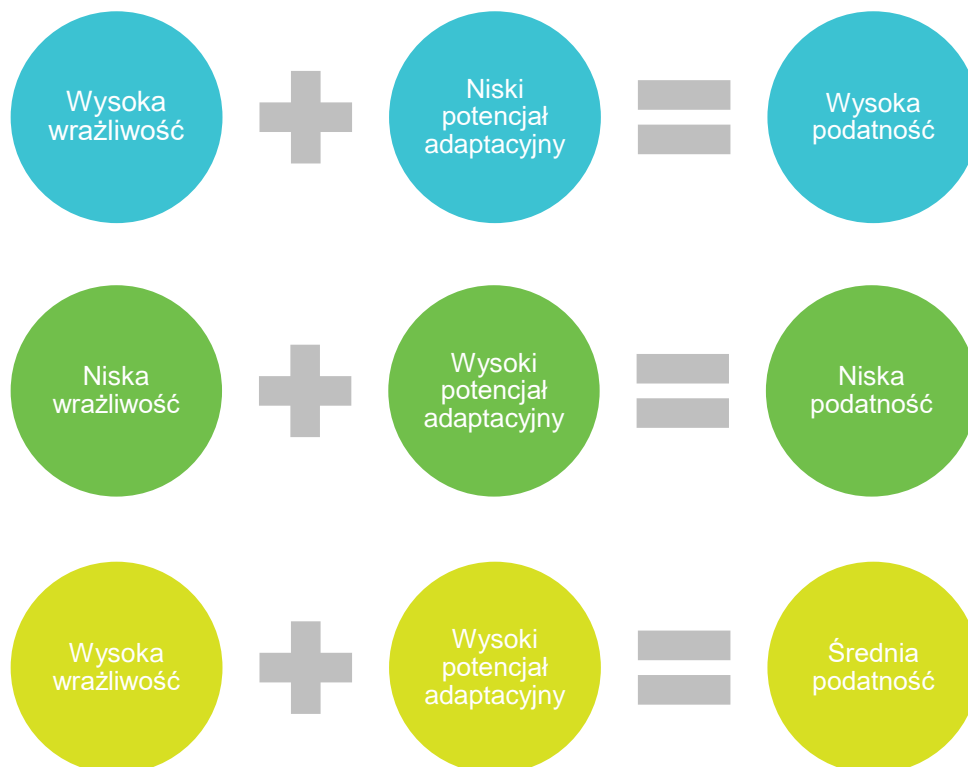 Wysoka
wrażliwość
Niski
potencjał
adaptacyjny
Wysoka
podatność
Niska
wrażliwość
Wysoki
potencjał
adaptacyjny
Niska
podatność
Wysoka
wrażliwość
Wysoki
potencjał
adaptacyjny
Średnia
podatność